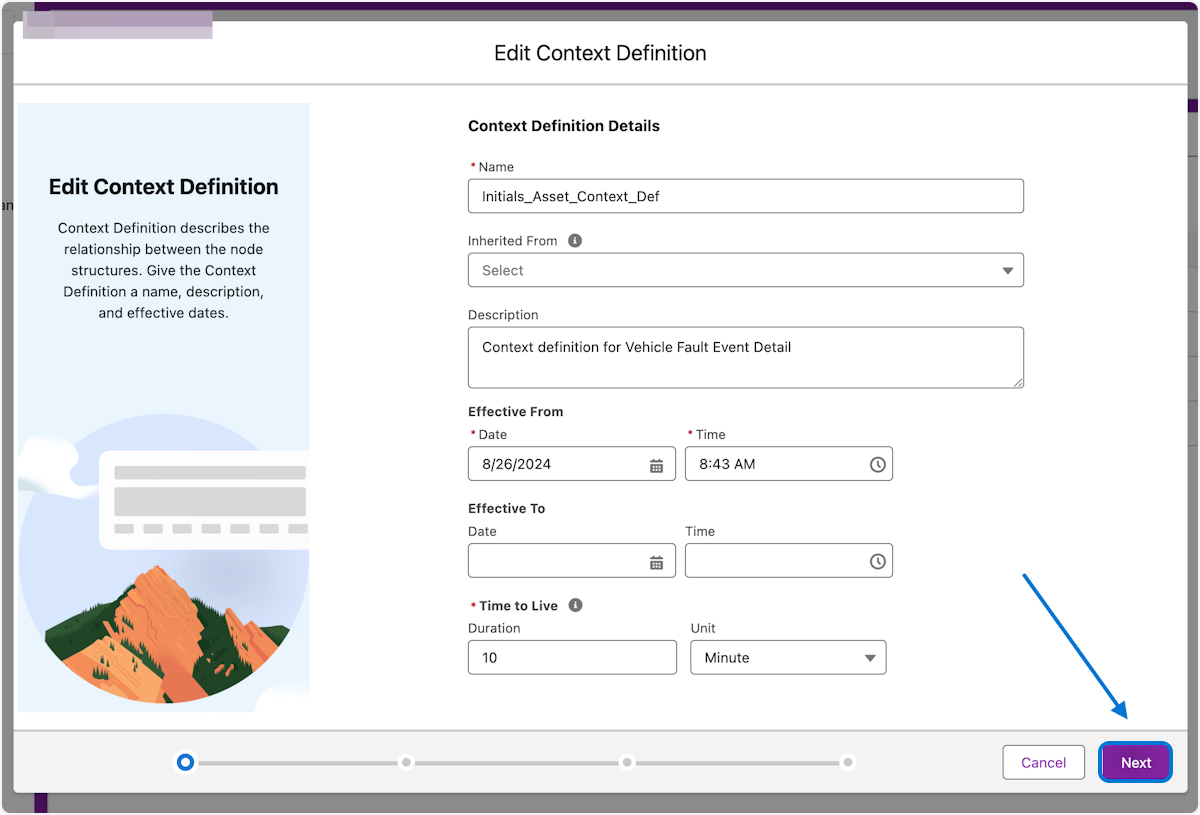 Edit Context Definition
an
Edit Context Definition
Context Definition describes the
relationship between the node
structures. Give the Context
Definition a name, description,
and effective dates.
Context Definition Details
* Name
Initials_Asset_Context_Def
Inherited From
Select
Description
Context definition for Vehicle Fault Event Detail
Effective From
* Date * Time
8/26/2024 8:43 AM
Effective To
Date Time
* Time to Live
Duration Unit
10 Minute
Cancel Next